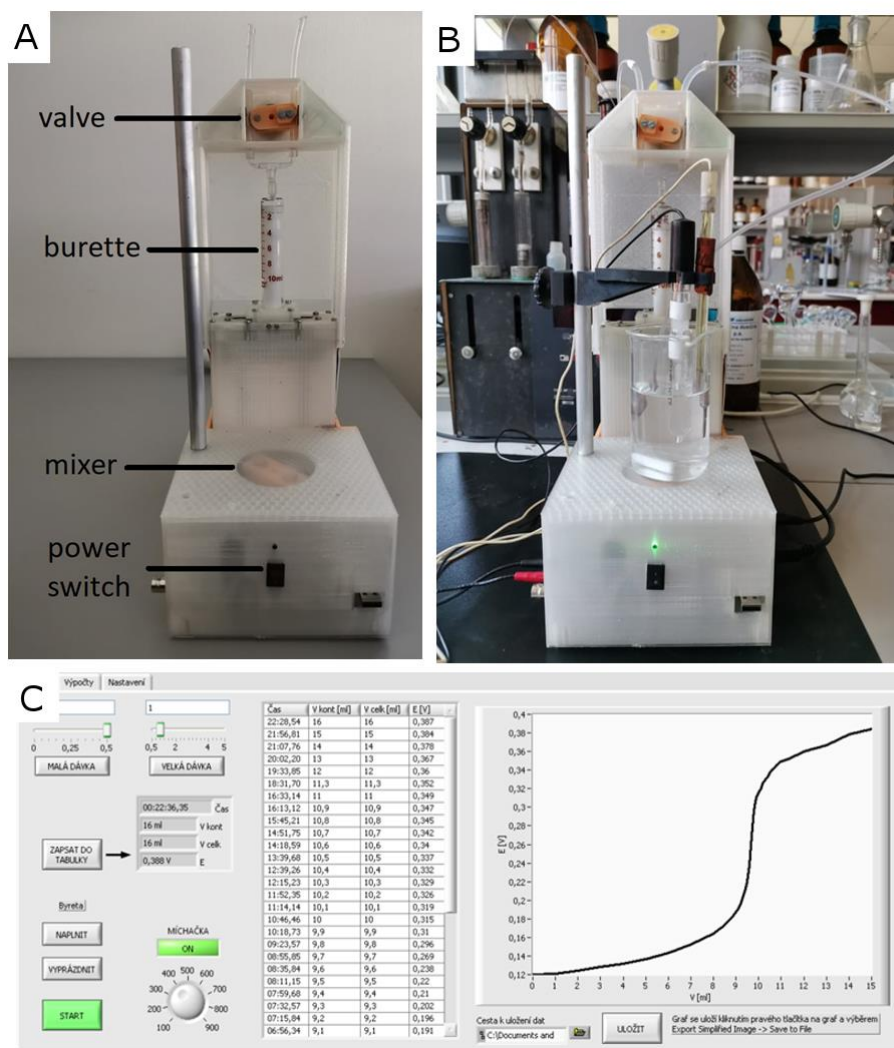 A
valve
burette
2
4
6
8
10ml
mixer
power
switch
B
C
Výpočty Nastavení
1
0 0,25 0,5
0,5 2 4 5
MALÁ DÁVKA
VELKÁ DÁVKA
00:22:36,35 Čas
16 ml V kont
16 ml V celk
0,388 V E
ZAPSAT DO
TABULKY
Byreta
NAPLNIT
VYPRÁZDNIT
START
MÍCHAČKA
ON
400 500 600
300 700
200 800
100 900
Čas V kont [ml] V celk [ml] E [V]
22:28,54 16 16 0,387
21:56,81 15 15 0,384
21:07,76 14 14 0,378
20:02,20 13 13 0,367
19:33,85 12 12 0,36
18:31,70 11,3 11,3 0,352
16:33,14 11 11 0,349
16:13,12 10,9 10,9 0,347
15:45,21 10,8 10,8 0,345
14:51,75 10,7 10,7 0,342
14:18,59 10,6 10,6 0,34
13:39,68 10,5 10,5 0,337
12:39,26 10,4 10,4 0,332
12:15,23 10,3 10,3 0,329
11:52,35 10,2 10,2 0,326
11:14,14 10,1 10,1 0,319
10:46,46 10 10 0,315
10:18,73 9,9 9,9 0,31
09:23,57 9,8 9,8 0,296
08:55,85 9,7 9,7 0,269
08:35,84 9,6 9,6 0,238
08:11,15 9,5 9,5 0,22
07:59,68 9,4 9,4 0,21
07:32,57 9,3 9,3 0,202
07:15,84 9,2 9,2 0,196
06:56,34 9,1 9,1 0,191
0,4
0,38
0,36
0,34
0,32
0,3
0,28
0,26
0,24
0,22
0,2
0,18
0,16
0,14
0,12
E [V]
0 1 2 3 4 5 6 7 8 9 10 11 12 13 14 15
V [ml]
Cesta k uložení dat
C:\Documents and
ULOŽIT
Graf se uloží kliknutím pravého tlačítka na graf a výběrem
Export Simplified Image -> Save to File